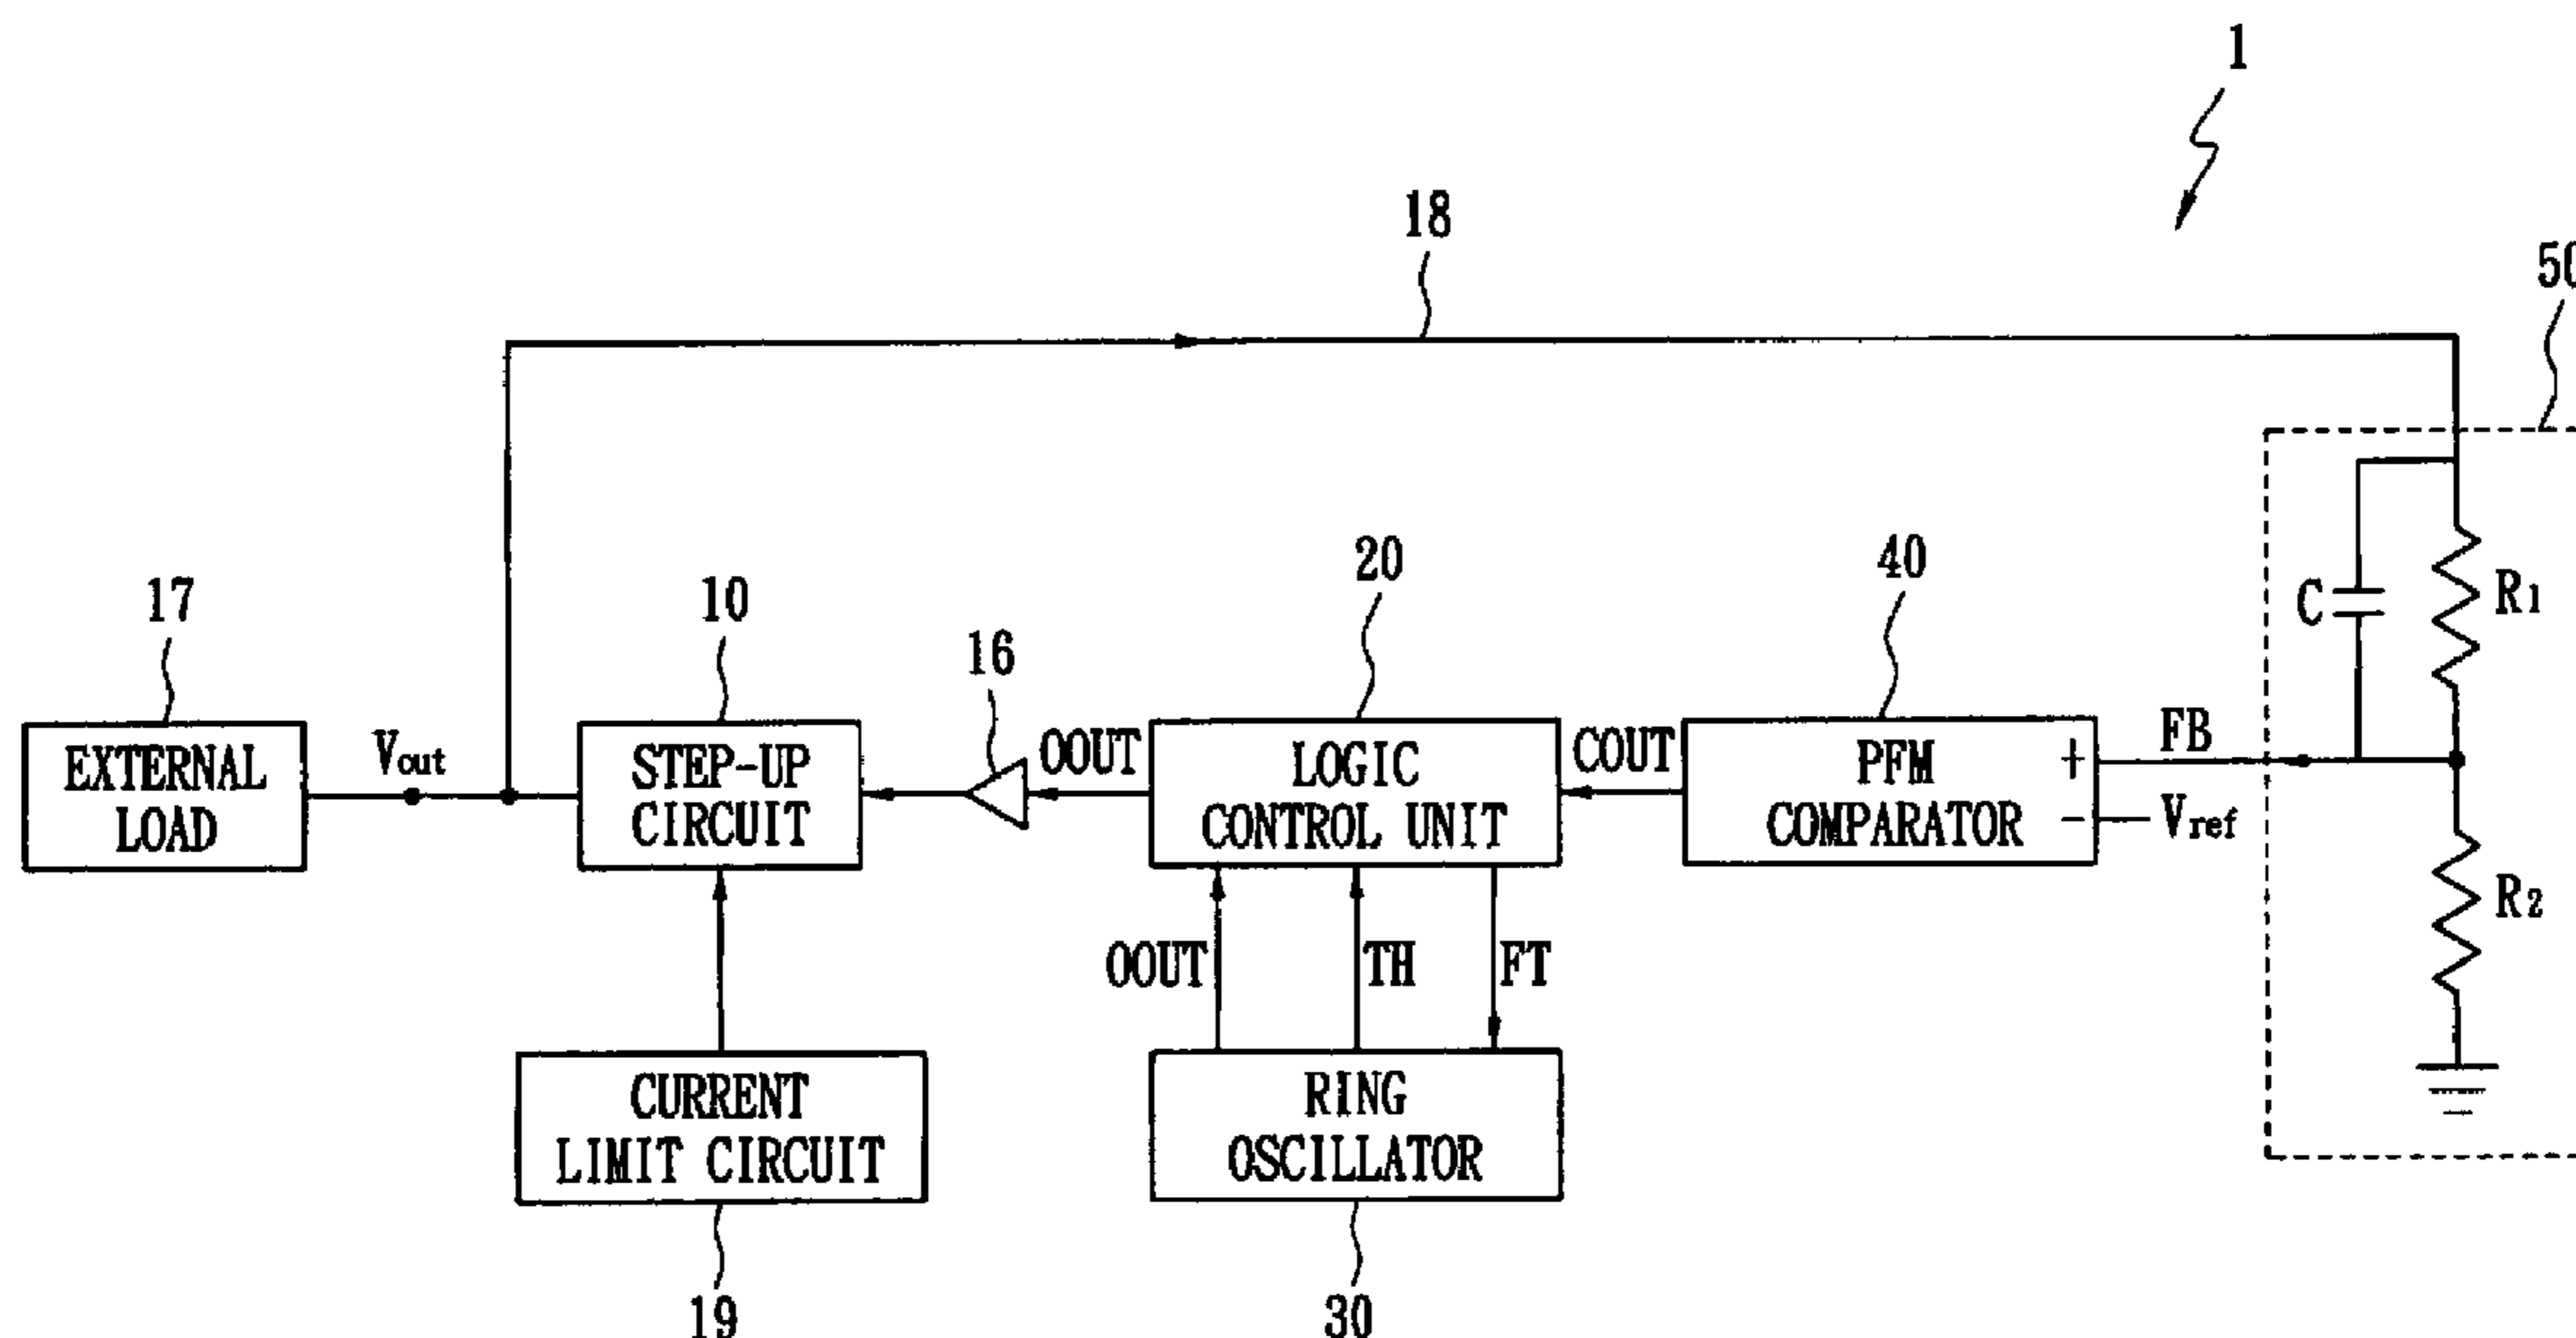 1
18
50
17
10
16
20
40
C
R1
EXTERNAL
LOAD
Vout
STEP-UP
CIRCUIT
OOUT
LOGIC
CONTROL UNIT
COUT
PFM
COMPARATOR
+
-
FB
Vref
R2
OOUT
TH
FT
CURRENT
LIMIT CIRCUIT
RING
OSCILLATOR
19
30